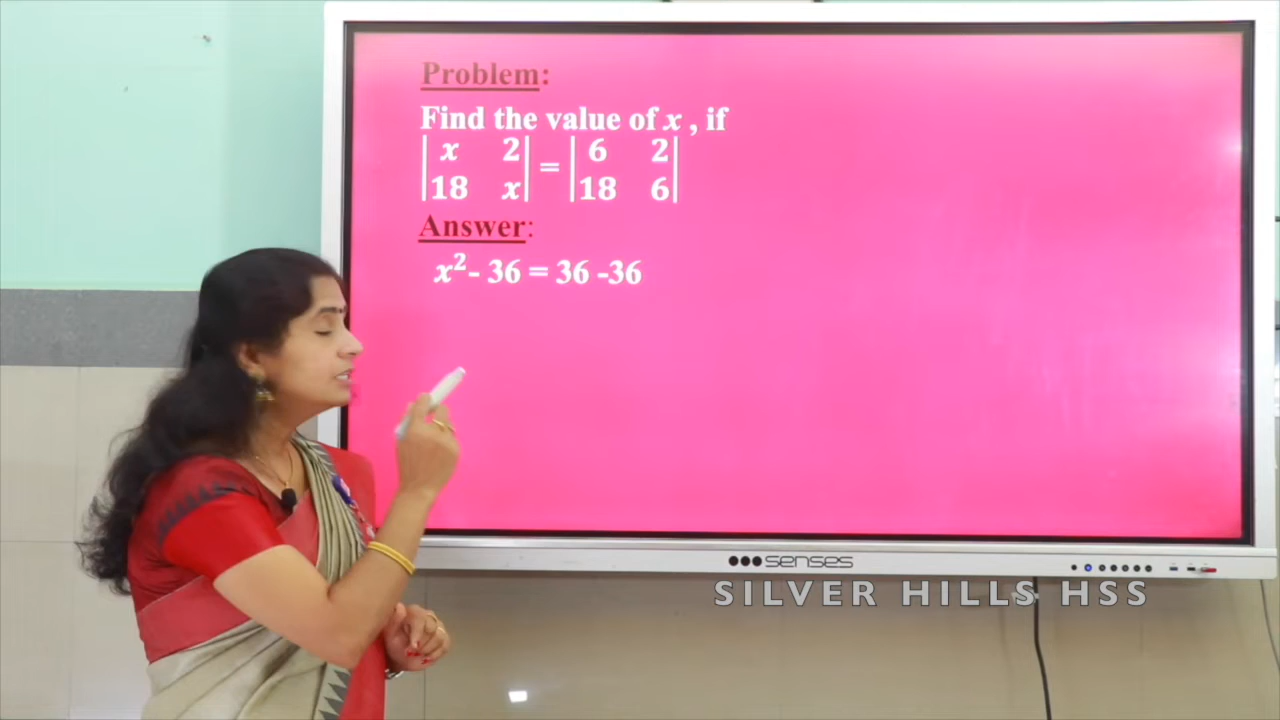 Problem:
Find the value of x , if
|x 2| = |6 2|
|18 x| |18 6|
Answer:
x²- 36 = 36 -36
senses
SILVER HILLS HSS